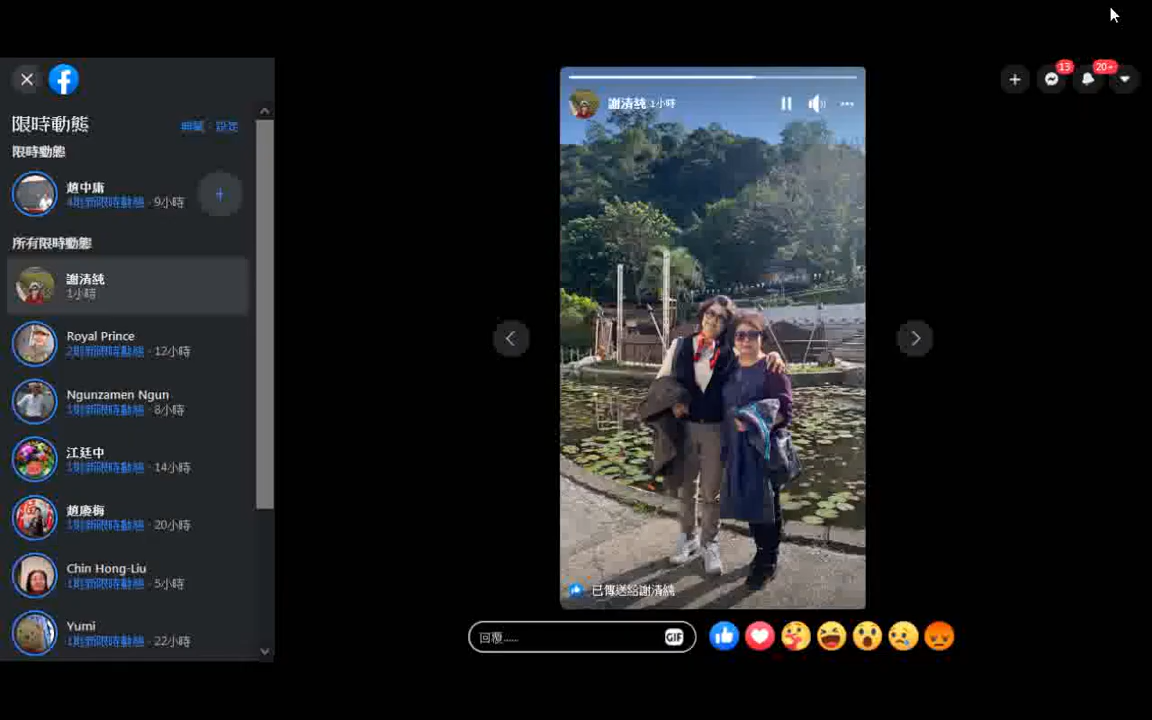 限時動態
典藏 · 設定
限時動態
趙中庸
4則新限時動態 · 9小時
所有限時動態
謝清純
1小時
Royal Prince
2則新限時動態 · 12小時
Ngunzamen Ngun
1則新限時動態 · 8小時
江廷中
1則新限時動態 · 14小時
趙慶梅
1則新限時動態 · 20小時
Chin Hong-Liu
1則新限時動態 · 5小時
Yumi
1則新限時動態 · 22小時
謝清純 1小時
已傳送給謝清純
回覆......
GIF
13
20+